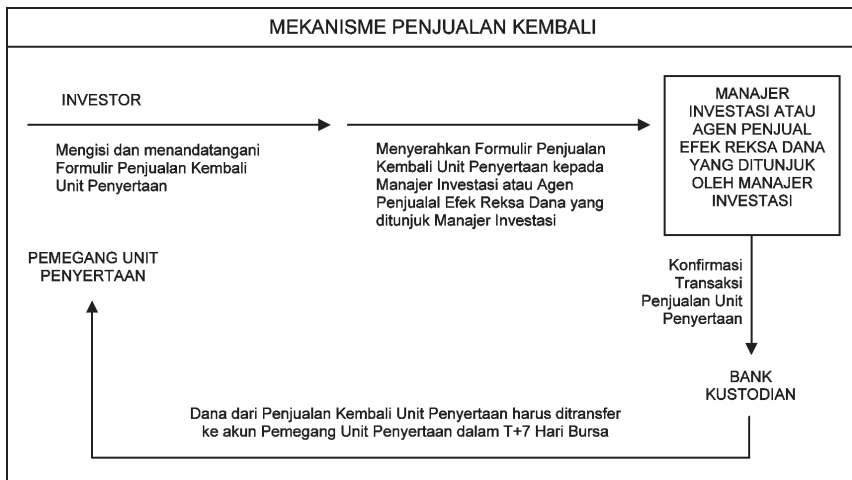 MEKANISME PENJUALAN KEMBALI
INVESTOR
Mengisi dan menandatangani
Formulir Penjualan Kembali
Unit Penyertaan
Menyerahkan Formulir Penjualan
Kembali Unit Penyertaan kepada
Manajer Investasi atau Agen
Penjualal Efek Reksa Dana yang
ditunjuk Manajer Investasi
MANAJER
INVESTASI ATAU
AGEN PENJUAL
EFEK REKSA DANA
YANG DITUNJUK
OLEH MANAJER
INVESTASI
Konfirmasi
Transaksi
Penjualan Unit
Penyertaan
BANK
KUSTODIAN
Dana dari Penjualan Kembali Unit Penyertaan harus ditransfer
ke akun Pemegang Unit Penyertaan dalam T+7 Hari Bursa
PEMEGANG UNIT
PENYERTAAN